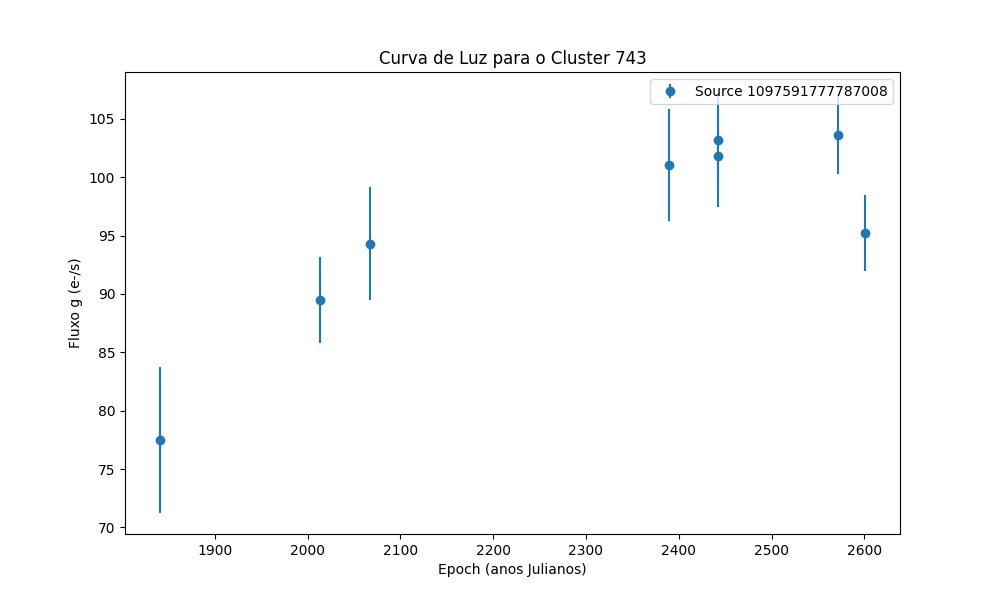 Curva de Luz para o Cluster 743
Source 1097591777787008
105
100
95
90
85
80
75
70
Fluxo g (e-/s)
1900 2000 2100 2200 2300 2400 2500 2600
Epoch (anos Julianos)